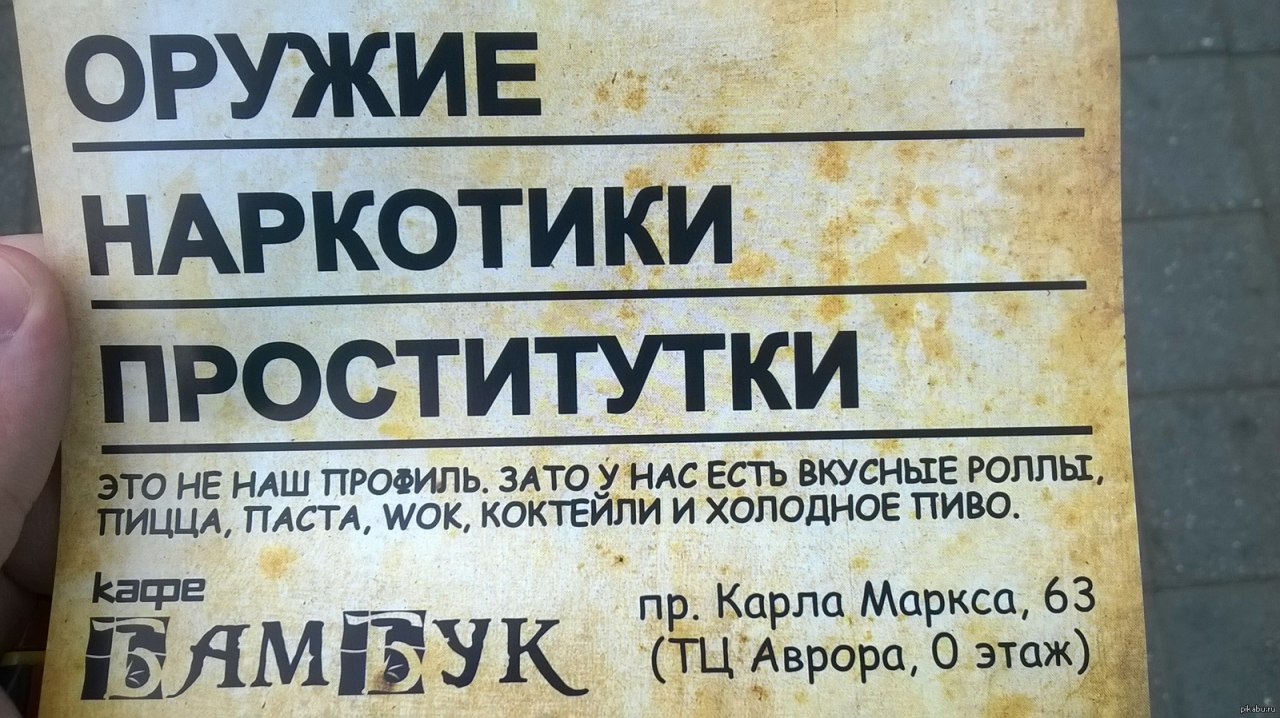 ОРУЖИЕ
НАРКОТИКИ
ПРОСТИТУТКИ
ЭТО НЕ НАШ ПРОФИЛЬ. ЗАТО У НАС ЕСТЬ ВКУСНЫЕ РОЛЛЫ,
ПИЦЦА, ПАСТА, WOK, КОКТЕЙЛИ И ХОЛОДНОЕ ПИВО.
кафе
БАМБУК
пр. Карла Маркса, 63
(ТЦ Аврора, 0 этаж)
pikabu.ru